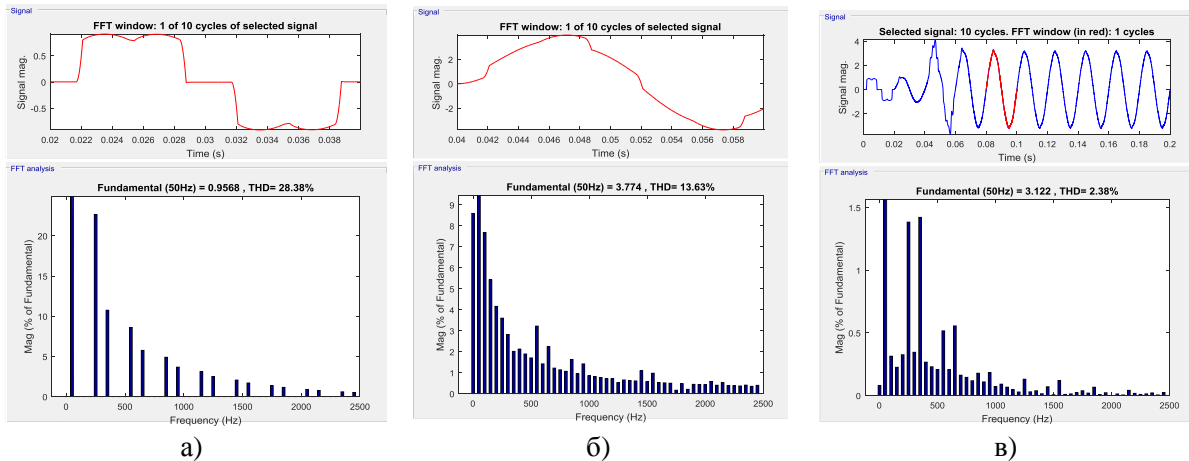 Signal
FFT window: 1 of 10 cycles of selected signal
Signal mag.
0.5
0
-0.5
0.02 0.022 0.024 0.026 0.028 0.03 0.032 0.034 0.036 0.038
Time (s)
FFT analysis
Fundamental (50Hz) = 0.9568 , THD= 28.38%
Mag (% of Fundamental)
20
15
10
5
0
0 500 1000 1500 2000 2500
Frequency (Hz)
а)
Signal
FFT window: 1 of 10 cycles of selected signal
Signal mag.
2
0
-2
0.04 0.042 0.044 0.046 0.048 0.05 0.052 0.054 0.056 0.058
Time (s)
FFT analysis
Fundamental (50Hz) = 3.774 , THD= 13.63%
Mag (% of Fundamental)
9
8
7
6
5
4
3
2
1
0
0 500 1000 1500 2000 2500
Frequency (Hz)
б)
Signal
Selected signal: 10 cycles. FFT window (in red): 1 cycles
Signal mag.
4
2
0
-2
0 0.02 0.04 0.06 0.08 0.1 0.12 0.14 0.16 0.18 0.2
Time (s)
FFT analysis
Fundamental (50Hz) = 3.122 , THD= 2.38%
Mag (% of Fundamental)
1.5
1
0.5
0
0 500 1000 1500 2000 2500
Frequency (Hz)
в)